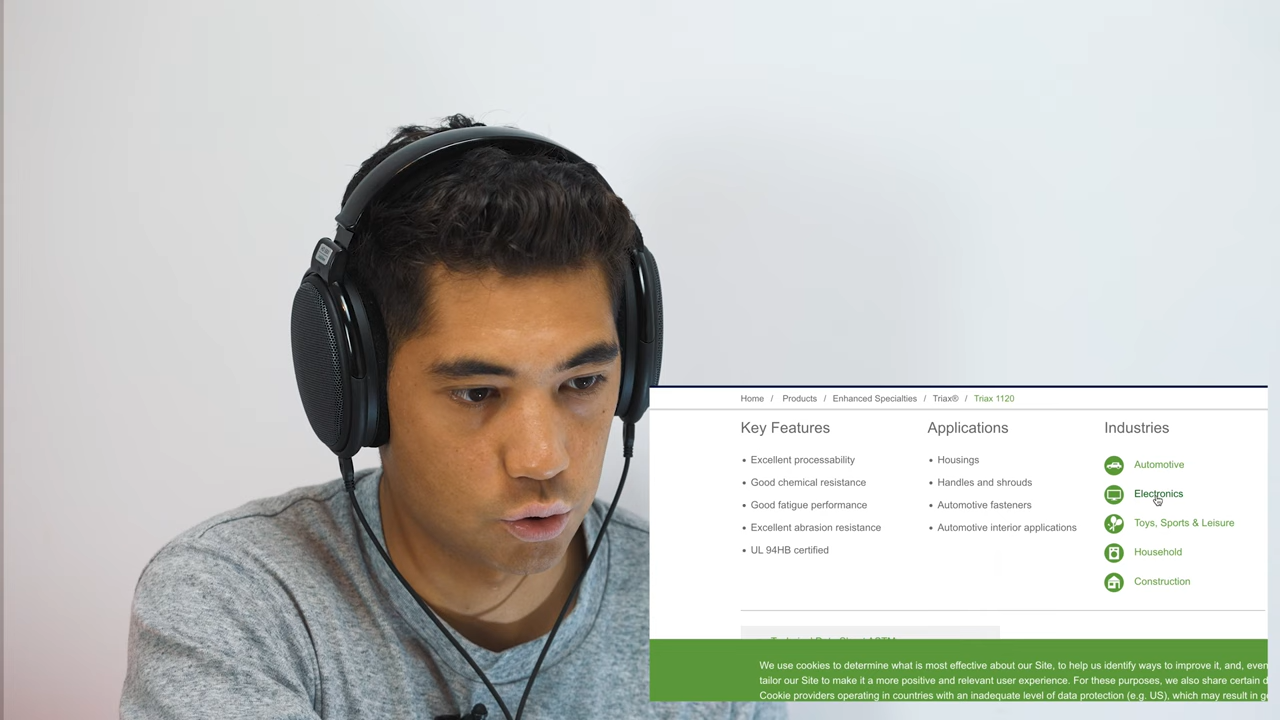 Home / Products / Enhanced Specialties / Triax® / Triax 1120
Key Features
Excellent processability
Good chemical resistance
Good fatigue performance
Excellent abrasion resistance
UL 94HB certified
Applications
Housings
Handles and shrouds
Automotive fasteners
Automotive interior applications
Industries
Automotive
Electronics
Toys, Sports & Leisure
Household
Construction
We use cookies to determine what is most effective about our Site, to help us identify ways to improve it, and, even
tailor our Site to make it a more positive and relevant user experience. For these purposes, we also share certain d
Cookie providers operating in countries with an inadequate level of data protection (e.g. US), which may result in